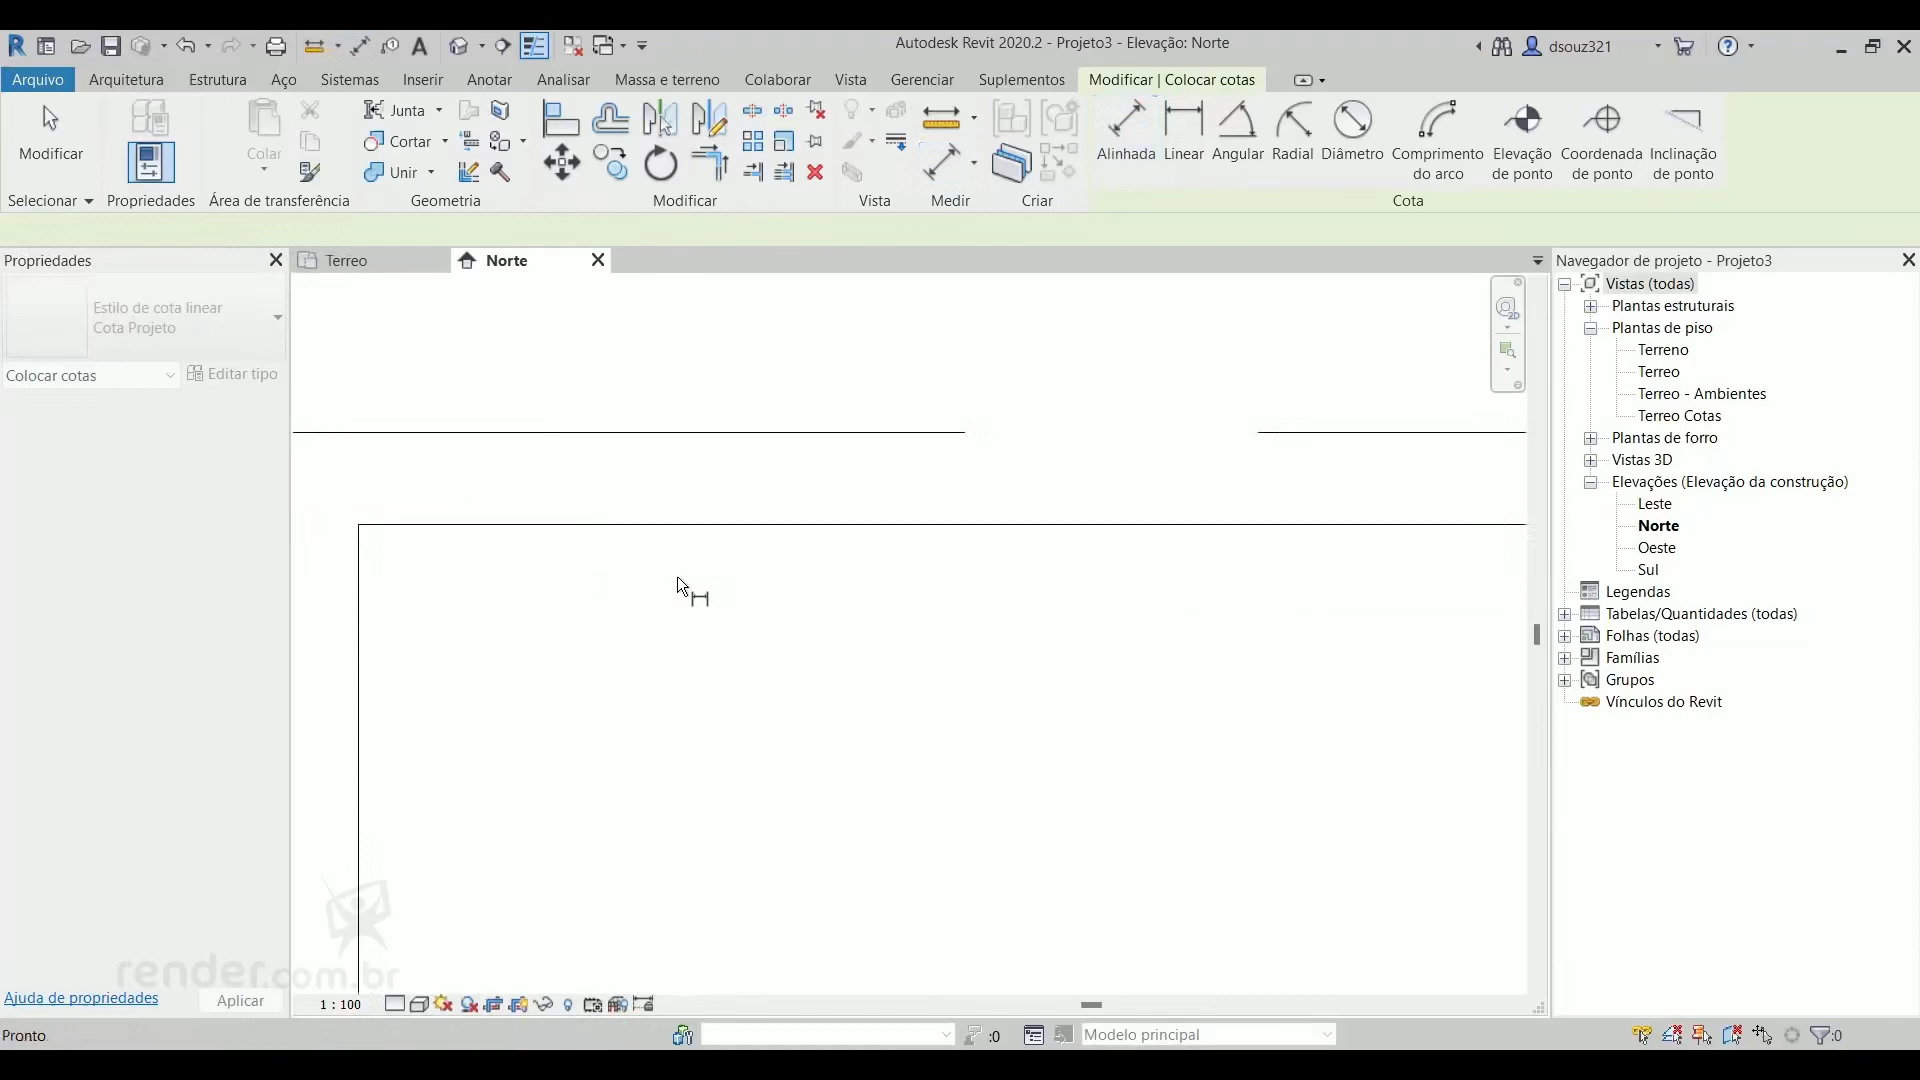 Autodesk Revit 2020.2 - Projeto3 - Elevação: Norte
dsouz321
Arquivo Arquitetura Estrutura Aço Sistemas Inserir Anotar Analisar Massa e terreno Colaborar Vista Gerenciar Suplementos Modificar | Colocar cotas
Modificar
Colar
Junta
Cortar
Unir
Alinhada Linear Angular Radial Diâmetro Comprimento do arco Elevação de ponto Coordenada de ponto Inclinação de ponto
Selecionar Propriedades Área de transferência Geometria Modificar Vista Medir Criar Cota
Propriedades
Estilo de cota linear
Cota Projeto
Colocar cotas
Editar tipo
Terreo
Norte
2D
Navegador de projeto - Projeto3
Vistas (todas)
Plantas estruturais
Plantas de piso
Terreno
Terreo
Terreo - Ambientes
Terreo Cotas
Plantas de forro
Vistas 3D
Elevações (Elevação da construção)
Leste
Norte
Oeste
Sul
Legendas
Tabelas/Quantidades (todas)
Folhas (todas)
Famílias
Grupos
Vínculos do Revit
render.com.br
Ajuda de propriedades
Aplicar
1 : 100
Pronto
:0
Modelo principal
:0